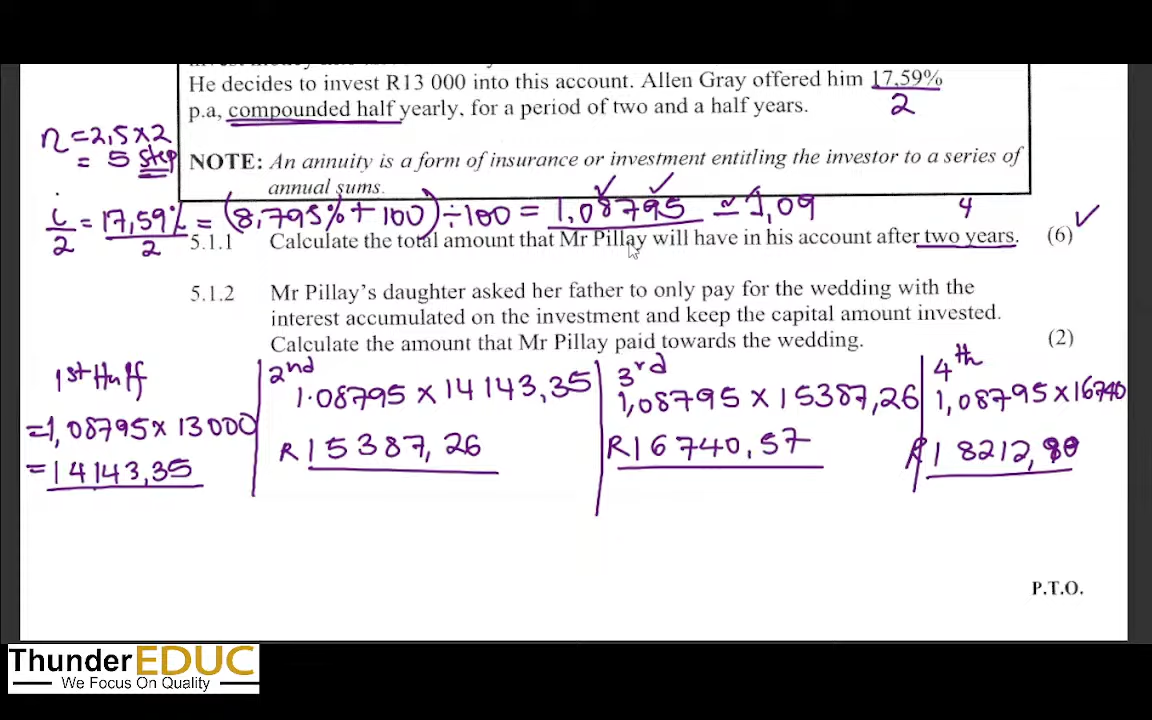 He decides to invest R13 000 into this account. Allen Gray offered him 17,59%
2
p.a, compounded half yearly, for a period of two and a half years.
n = 2,5 × 2
= 5 step
NOTE: An annuity is a form of insurance or investment entitling the investor to a series of
annual sums.
i/2 = 17,59%/2 = (8,795% + 100) ÷ 100 = 1,08795 ≃ 1,09
4
5.1.1 Calculate the total amount that Mr Pillay will have in his account after two years. (6)
5.1.2 Mr Pillay's daughter asked her father to only pay for the wedding with the
interest accumulated on the investment and keep the capital amount invested.
Calculate the amount that Mr Pillay paid towards the wedding. (2)
1st Half
= 1,08795 × 13000
= 14143,35
2nd
1.08795 × 14143,35
R15387,26
3rd
1,08795 × 15387,26
R16740,57
4th
1,08795 × 16740
R18212,
P.T.O.
ThunderEDUC
We Focus On Quality